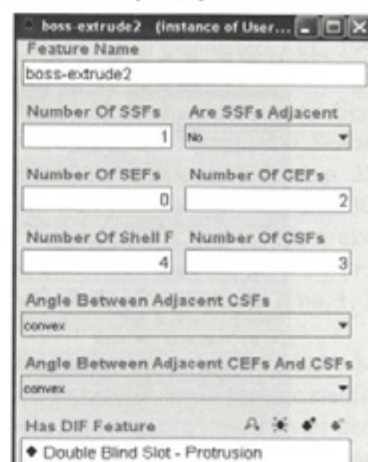 boss-extrude2 (instance of User...
Feature Name
boss-extrude2
Number Of SSFs Are SSFs Adjacent
1 No
Number Of SEFs Number Of CEFs
0 2
Number Of Shell F Number Of CSFs
4 3
Angle Between Adjacent CSFs
convex
Angle Between Adjacent CEFs And CSFs
convex
Has DIF Feature
Double Blind Slot - Protrusion